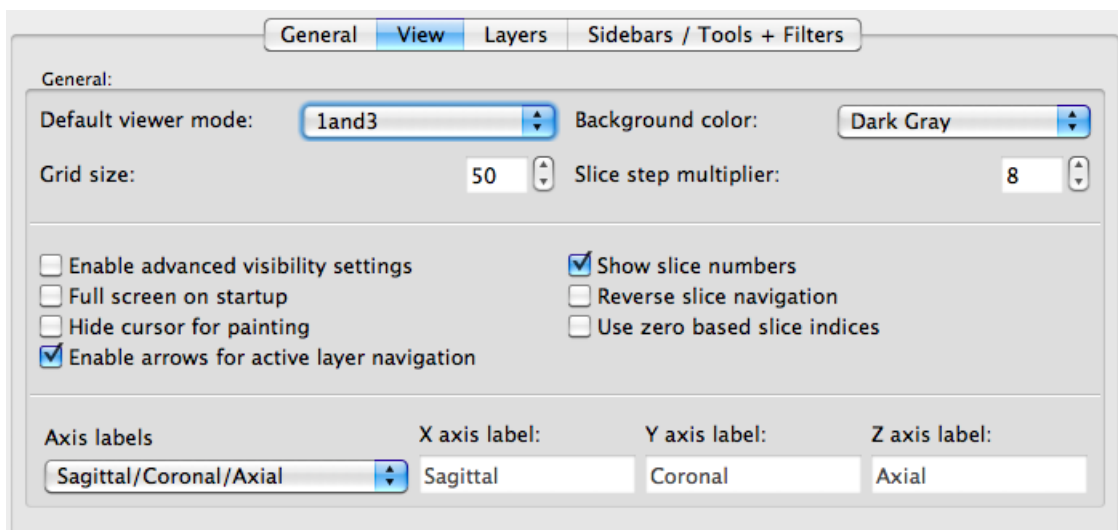 General View Layers Sidebars / Tools + Filters
General:
Default viewer mode: 1and3 Background color: Dark Gray
Grid size: 50 Slice step multiplier: 8
Enable advanced visibility settings Show slice numbers
Full screen on startup Reverse slice navigation
Hide cursor for painting Use zero based slice indices
Enable arrows for active layer navigation
Axis labels X axis label: Y axis label: Z axis label:
Sagittal/Coronal/Axial Sagittal Coronal Axial